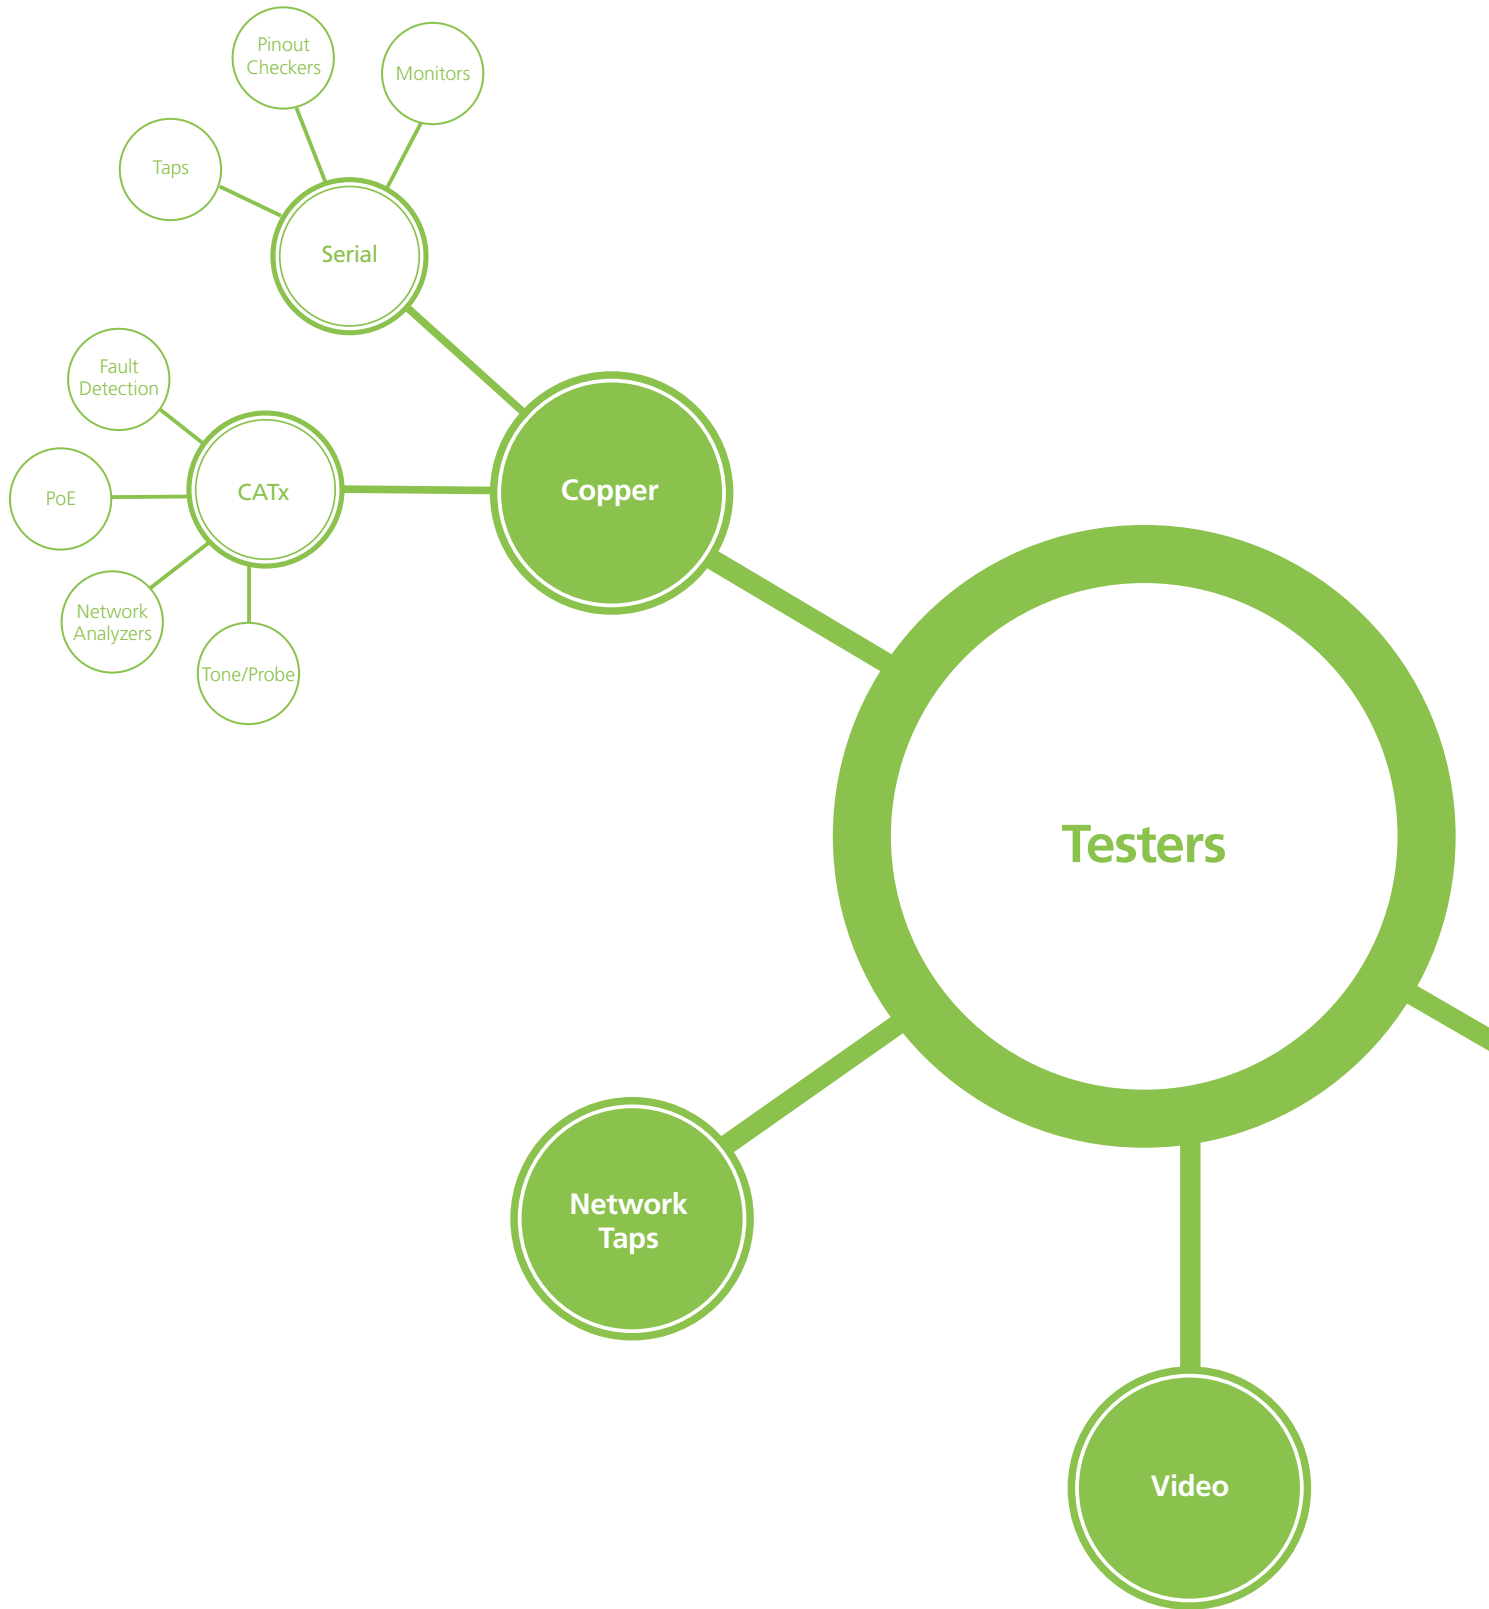 Pinout
Checkers
Monitors
Taps
Serial
Fault
Detection
PoE
CATx
Copper
Network
Analyzers
Tone/Probe
Testers
Network
Taps
Video